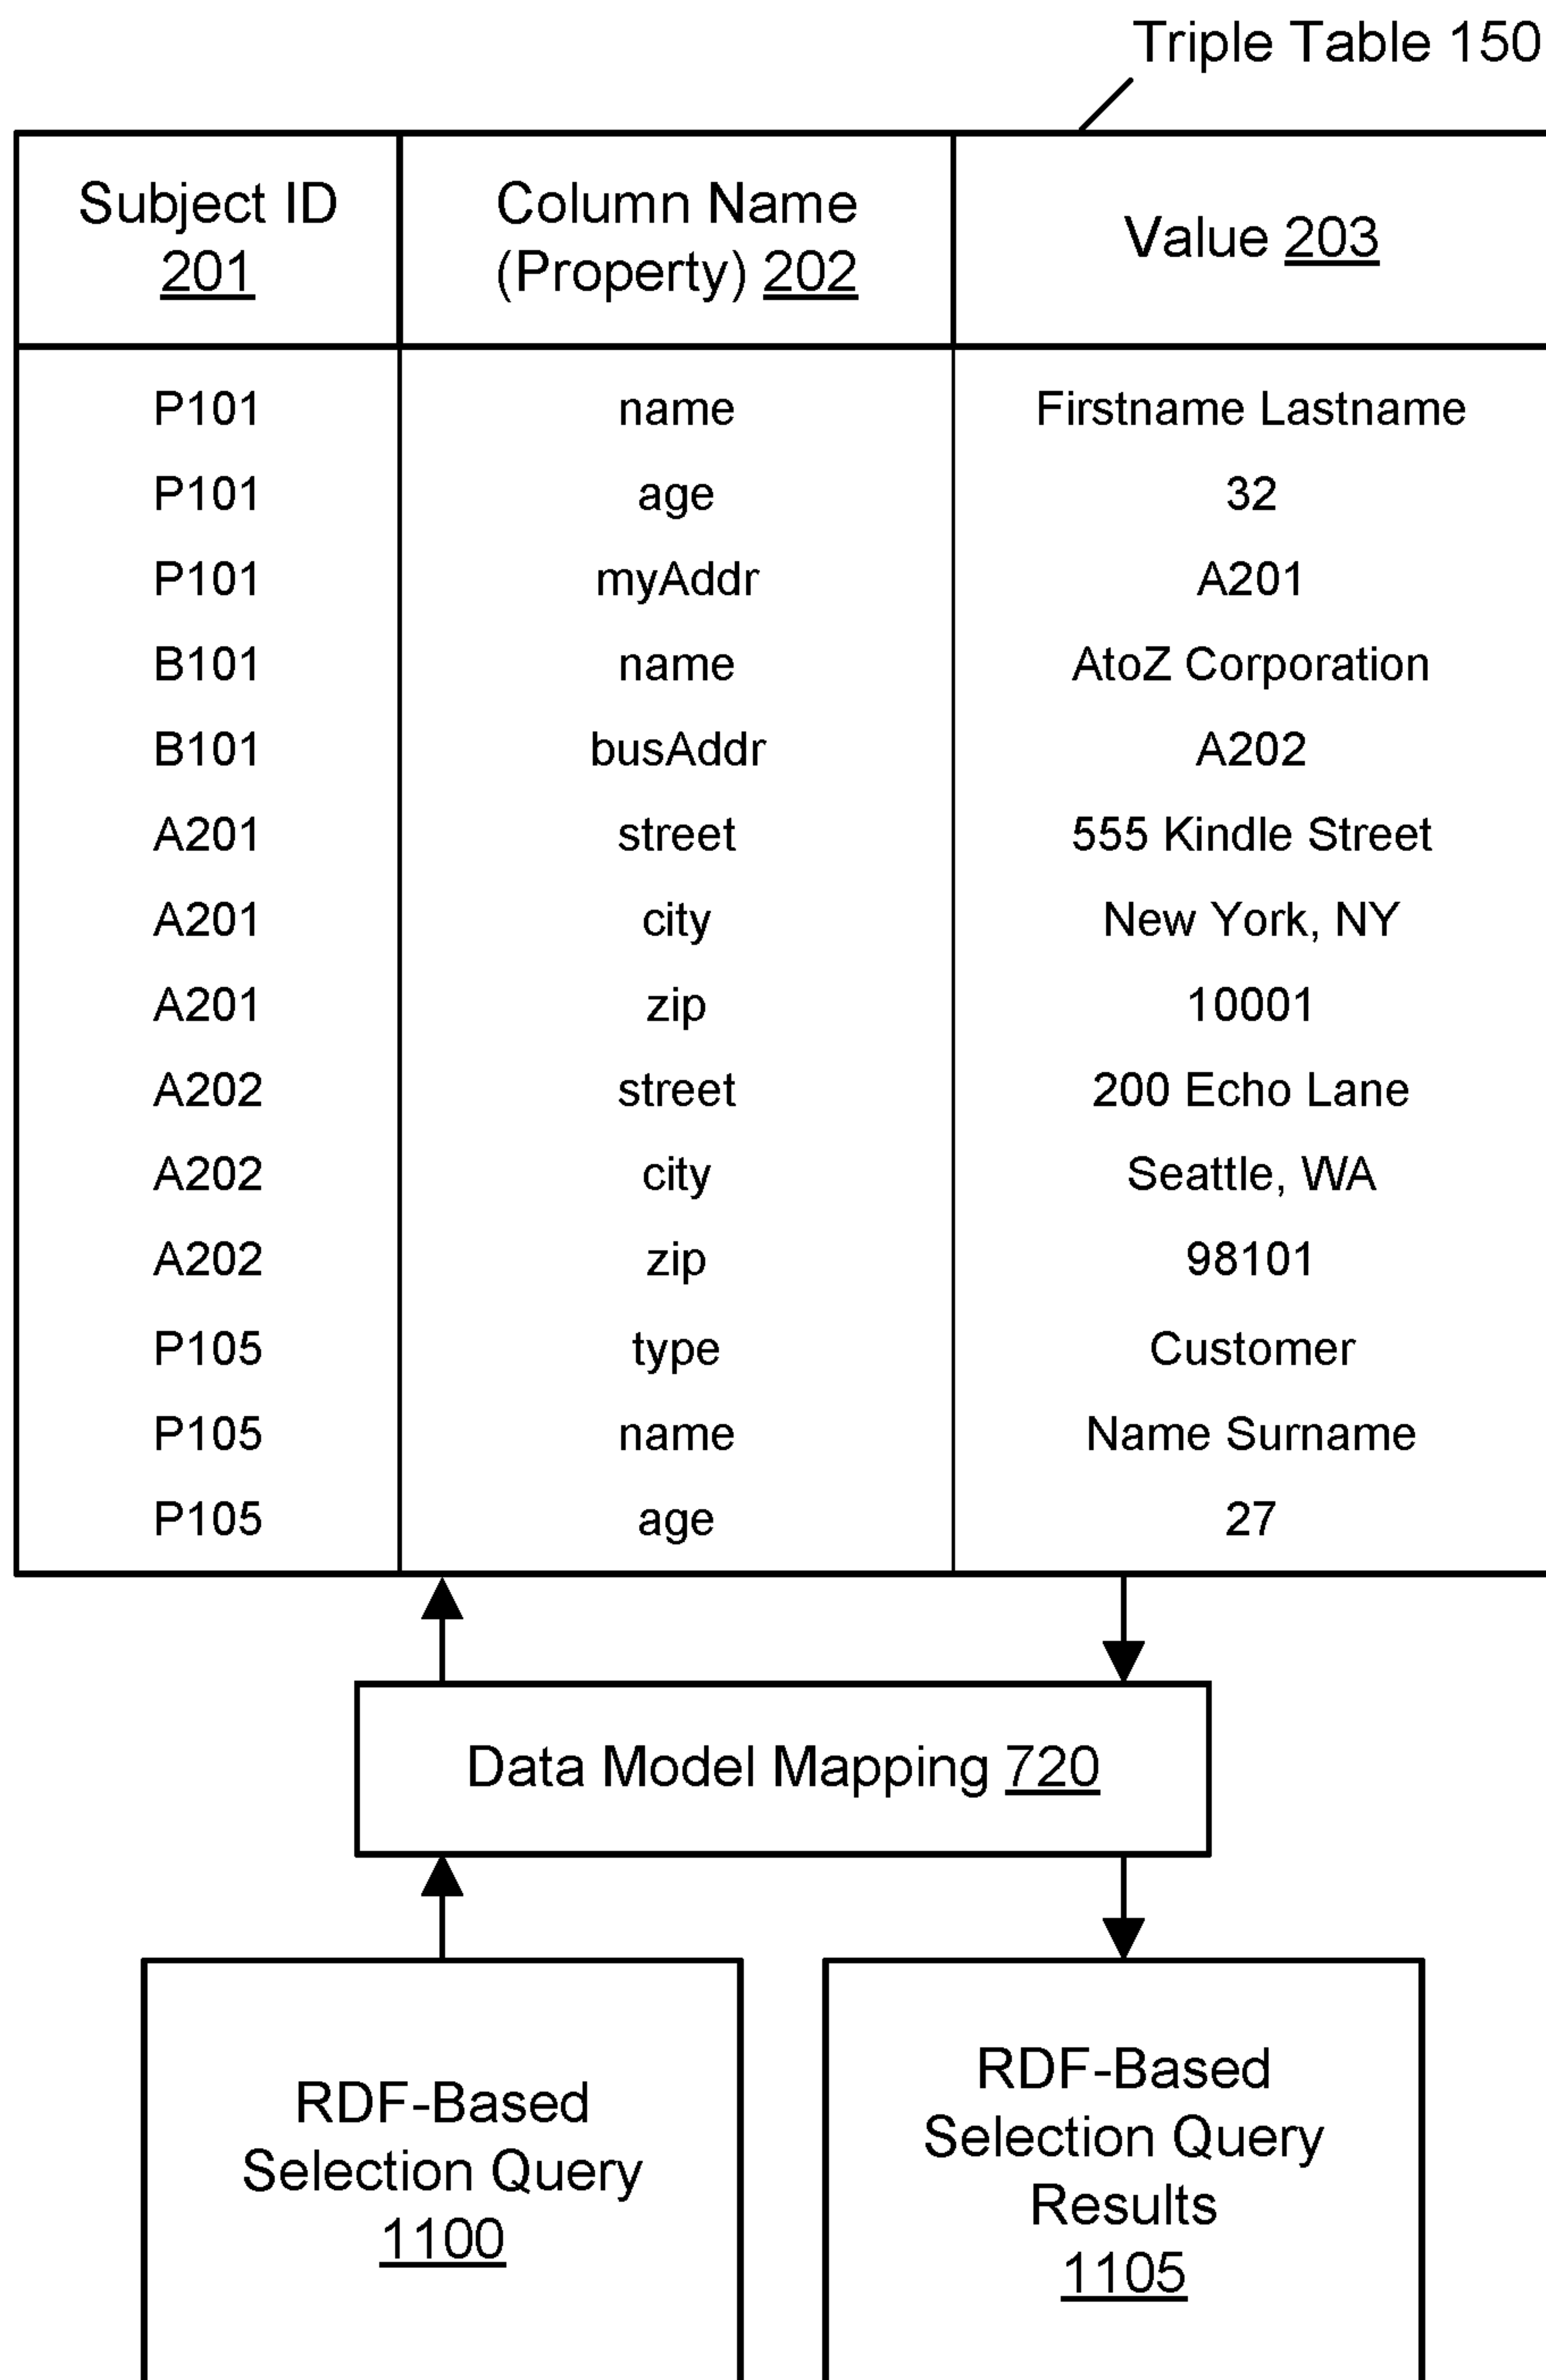 Triple Table 150
Subject ID
201
Column Name
(Property) 202
Value 203
P101 name Firstname Lastname
P101 age 32
P101 myAddr A201
B101 name AtoZ Corporation
B101 busAddr A202
A201 street 555 Kindle Street
A201 city New York, NY
A201 zip 10001
A202 street 200 Echo Lane
A202 city Seattle, WA
A202 zip 98101
P105 type Customer
P105 name Name Surname
P105 age 27
Data Model Mapping 720
RDF-Based
Selection Query
1100
RDF-Based
Selection Query
Results
1105